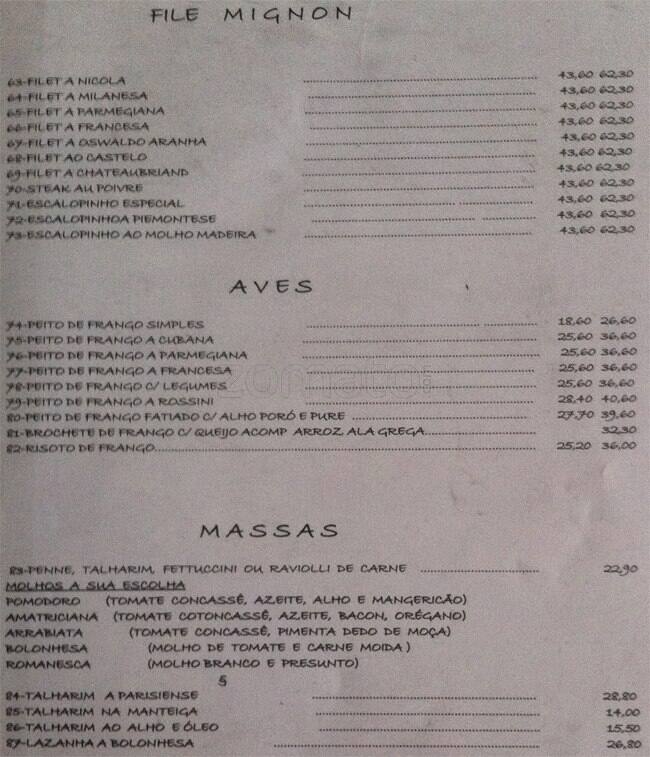 FILE MIGNON
63-FILET A NICOLA ........ 43,60 62,30
64-FILET A MILANESA ........ 43,60 62,30
65-FILET A PARMEGIANA ........ 43,60 62,30
66-FILET A FRANCESA ........ 43,60 62,30
67-FILET A OSWALDO ARANHA ........ 43,60 62,30
68-FILET AO CASTELO ........ 43,60 62,30
69-FILET A CHATEAUBRIAND ........ 43,60 62,30
70-STEAK AU POIVRE ........ 43,60 62,30
71-ESCALOPINHO ESPECIAL ........ 43,60 62,30
72-ESCALOPINHOA PIEMONTESE ........ 43,60 62,30
73-ESCALOPINHO AO MOLHO MADEIRA ........ 43,60 62,30
AVES
74-PEITO DE FRANGO SIMPLES ........ 18,60 26,60
75-PEITO DE FRANGO A CUBANA ........ 25,60 36,60
76-PEITO DE FRANGO A PARMEGIANA ........ 25,60 36,60
77-PEITO DE FRANGO A FRANCESA ........ 25,60 36,60
78-PEITO DE FRANGO C/ LEGUMES ........ 25,60 36,60
79-PEITO DE FRANGO A ROSSINI ........ 28,40 40,60
80-PEITO DE FRANGO FATIADO C/ ALHO PORÓ E PURE ........ 27,70 39,60
81-BROCHETE DE FRANGO C/ QUEIJO ACOMP ARROZ ALA GREGA........ 32,30
82-RISOTO DE FRANGO........ 25,20 36,00
zomato
MASSAS
83-PENNE, TALHARIM, FETTUCCINI OU RAVIOLLI DE CARNE ........ 22,90
MOLHOS A SUA ESCOLHA
POMODORO (TOMATE CONCASSÊ, AZEITE, ALHO E MANGERICÃO)
AMATRICIANA (TOMATE COTONCASSÊ, AZEITE, BACON, ORÉGANO)
ARRABIATA (TOMATE CONCASSÊ, PIMENTA DEDO DE MOÇA)
BOLONHESA (MOLHO DE TOMATE E CARNE MOIDA )
ROMANESCA (MOLHO BRANCO E PRESUNTO)
5
84-TALHARIM A PARISIENSE ........ 28,80
85-TALHARIM NA MANTEIGA ........ 14,00
86-TALHARIM AO ALHO E ÓLEO ........ 15,50
87-LAZANHA A BOLONHESA ........ 26,80